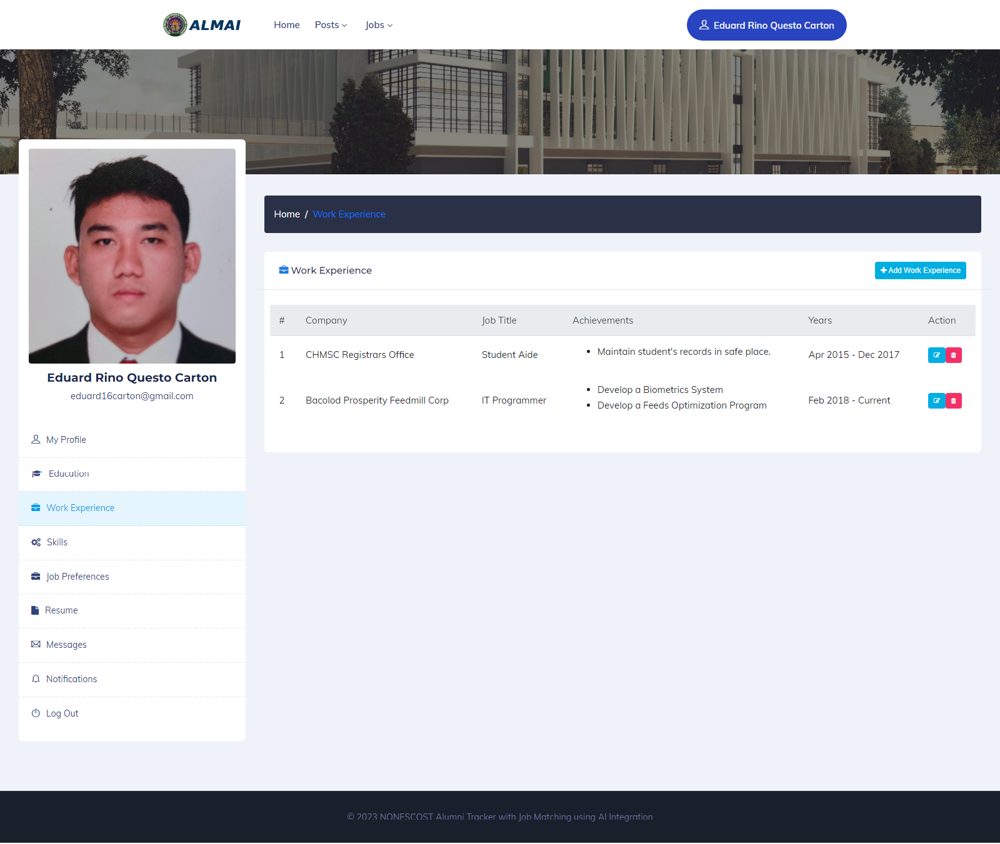 ALMAI Home Posts Jobs Eduard Rino Questo Carton
Home / Work Experience
Work Experience + Add Work Experience
# Company Job Title Achievements Years Action
1 CHMSC Registrars Office Student Aide • Maintain student's records in safe place. Apr 2015 - Dec 2017
2 Bacolod Prosperity Feedmill Corp IT Programmer • Develop a Biometrics System Feb 2018 - Current
• Develop a Feeds Optimization Program
Eduard Rino Questo Carton
eduard16carton@gmail.com
My Profile
Education
Work Experience
Skills
Job Preferences
Resume
Messages
Notifications
Log Out
© 2023 NONESCOST Alumni Tracker with Job Matching using AI Integration